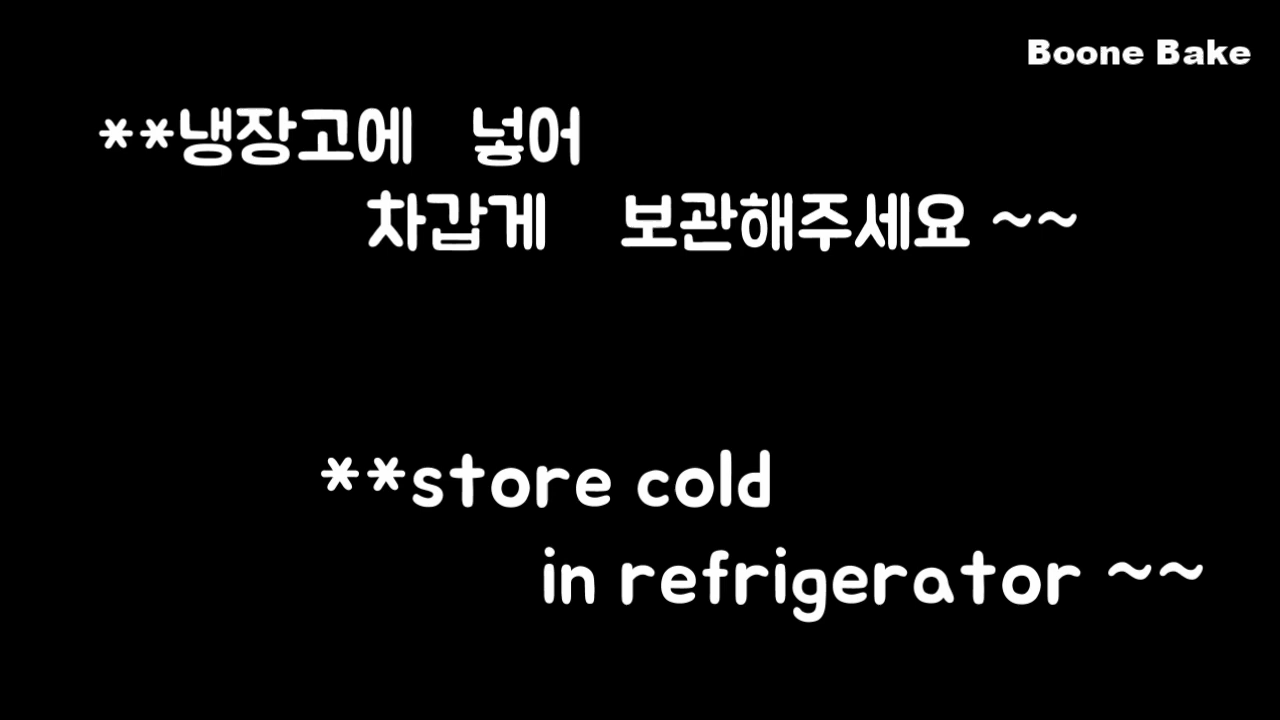 Boone Bake
**냉장고에 넣어
차갑게 보관해주세요 ~~
**store cold
in refrigerator ~~